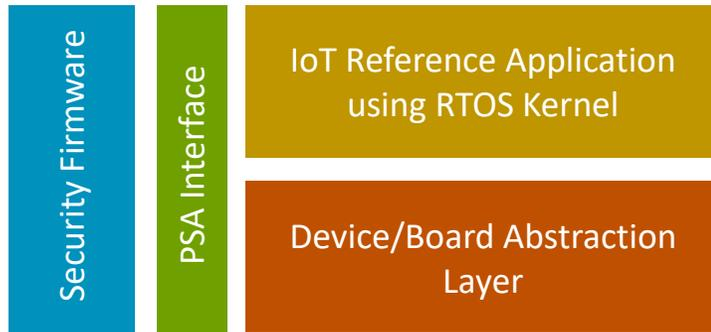 Security Firmware
PSA Interface
IoT Reference Application
using RTOS Kernel
Device/Board Abstraction
Layer